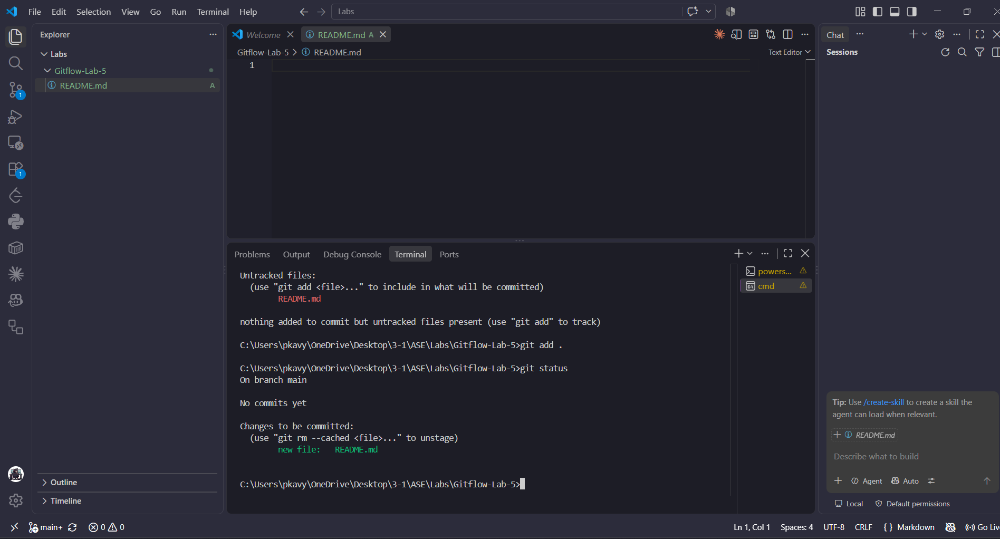 File Edit Selection View Go Run Terminal Help
Labs
Explorer
Labs
Gitflow-Lab-5
README.md A
1
1
Outline
Timeline
Welcome
README.md A
Gitflow-Lab-5 > README.md
Text Editor
1
Problems Output Debug Console Terminal Ports
Untracked files:
(use "git add <file>..." to include in what will be committed)
README.md
nothing added to commit but untracked files present (use "git add" to track)
C:\Users\pkavy\OneDrive\Desktop\3-1\ASE\Labs\Gitflow-Lab-5>git add .
C:\Users\pkavy\OneDrive\Desktop\3-1\ASE\Labs\Gitflow-Lab-5>git status
On branch main
No commits yet
Changes to be committed:
(use "git rm --cached <file>..." to unstage)
new file: README.md
C:\Users\pkavy\OneDrive\Desktop\3-1\ASE\Labs\Gitflow-Lab-5>
powers...
cmd
Chat
Sessions
Tip: Use /create-skill to create a skill the
agent can load when relevant.
README.md
Describe what to build
Agent Auto
Local Default permissions
main+ 0 0
Ln 1, Col 1 Spaces: 4 UTF-8 CRLF { } Markdown Go Liv